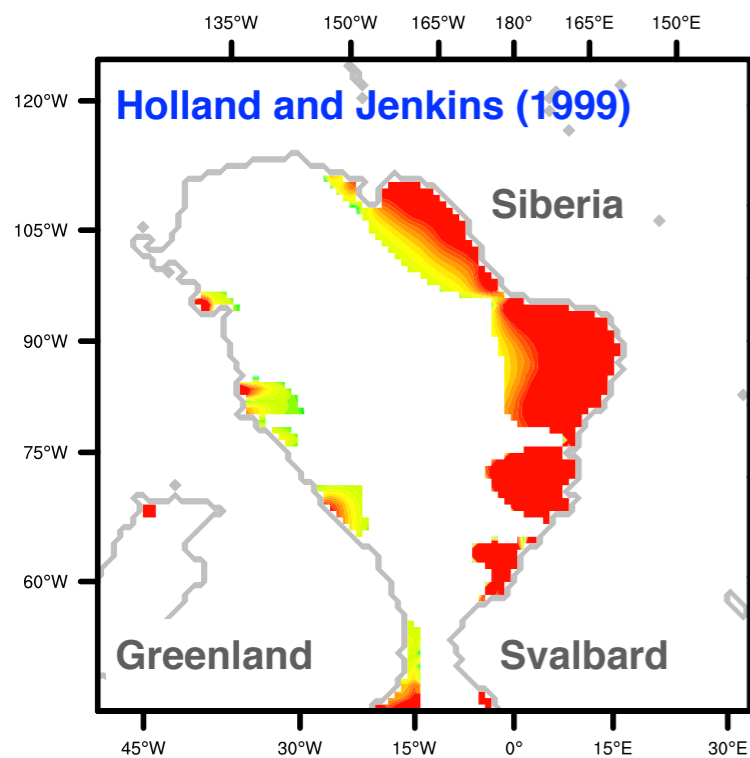 135°W 150°W 165°W 180° 165°E 150°E
120°W
Holland and Jenkins (1999)
Siberia
105°W
90°W
75°W
60°W
Greenland
Svalbard
45°W 30°W 15°W 0° 15°E 30°E